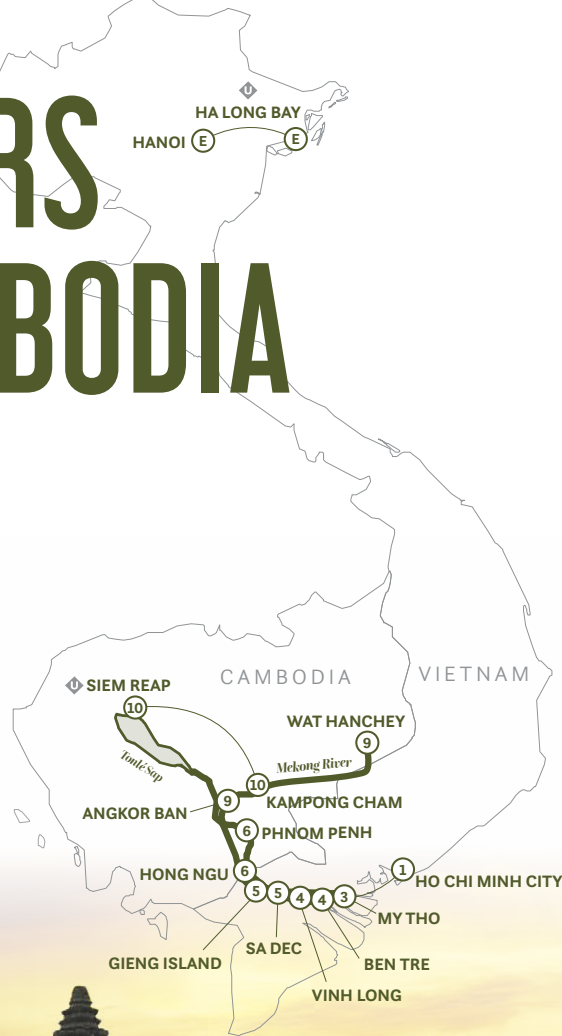 U
HA LONG BAY
HANOI E E
RS
BODIA
CAMBODIA
VIETNAM
U SIEM REAP
10
WAT HANCHEY
9
Tonlé Sap
Mekong River
10
KAMPONG CHAM
9
ANGKOR BAN
6 PHNOM PENH
HONG NGU 6
1
HO CHI MINH CITY
5 5 4 4 3
MY THO
SA DEC
GIENG ISLAND
BEN TRE
VINH LONG